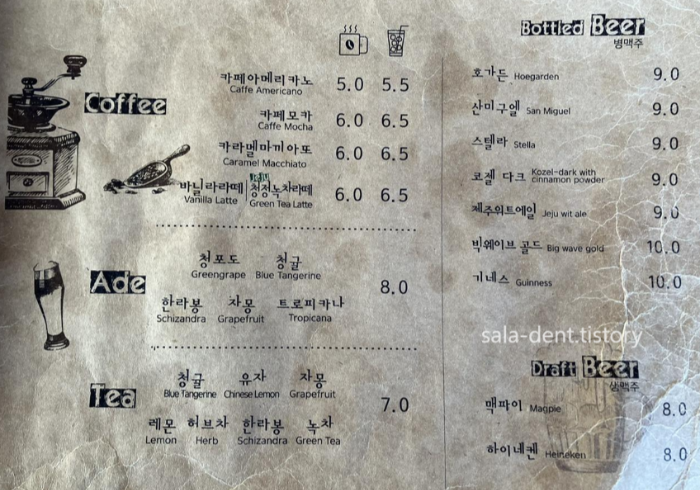 Coffee
카페아메리카노 5.0 5.5
Caffe Americano
카페모카 6.0 6.5
Caffe Mocha
카라멜마끼아또 6.0 6.5
Caramel Macchiato
바닐라라떼 청정녹차라떼 6.0 6.5
Vanilla Latte Green Tea Latte
Ade
청포도 청귤
Greengrape Blue Tangerine
8.0
한라봉 자몽 트로피카나
Schizandra Grapefruit Tropicana
Tea
청귤 유자 자몽
Blue Tangerine Chinese Lemon Grapefruit
7.0
레몬 허브차 한라봉 녹차
Lemon Herb Schizandra Green Tea
Bottled Beer
병맥주
호가든 Hoegarden 9.0
산미구엘 San Miguel 9.0
스텔라 Stella 9.0
코젤 다크 Kozel-dark with
cinnamon powder 9.0
제주위트에일 Jeju wit ale 9.0
빅웨이브 골드 Big wave gold 10.0
기네스 Guinness 10.0
sala-dent.tistory
Draft Beer
생맥주
맥파이 Magpie 8.0
하이네켄 Heineken 8.0